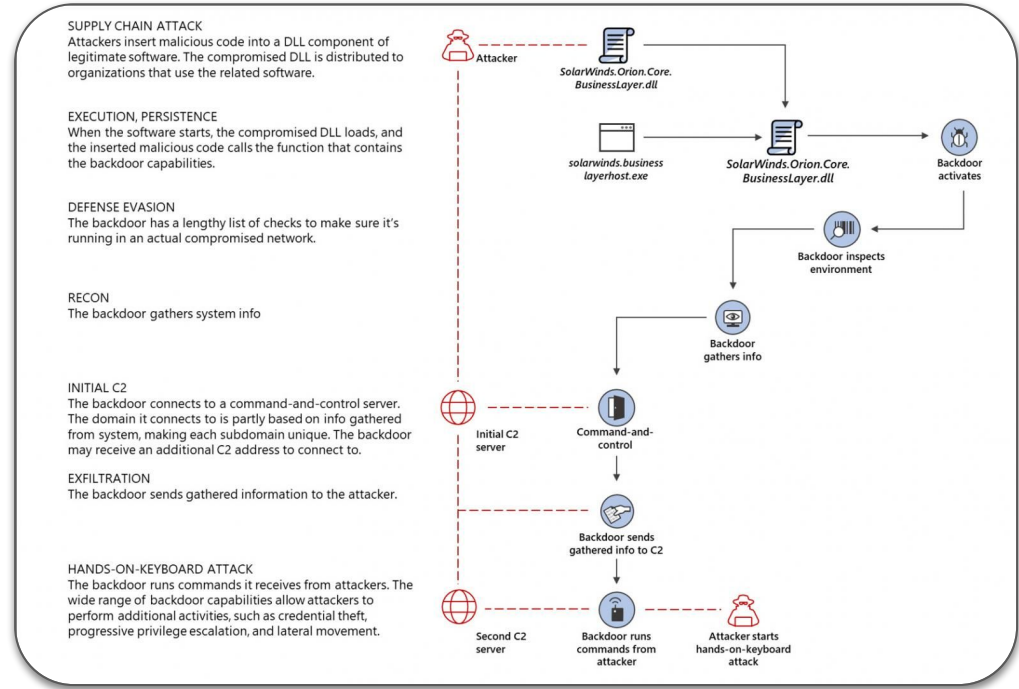 SUPPLY CHAIN ATTACK
Attackers insert malicious code into a DLL component of
legitimate software. The compromised DLL is distributed to
organizations that use the related software.
Attacker
SolarWinds.Orion.Core.
BusinessLayer.dll
EXECUTION, PERSISTENCE
When the software starts, the compromised DLL loads, and
the inserted malicious code calls the function that contains
the backdoor capabilities.
solarwinds.business
layerhost.exe
SolarWinds.Orion.Core.
BusinessLayer.dll
Backdoor
activates
DEFENSE EVASION
The backdoor has a lengthy list of checks to make sure it's
running in an actual compromised network.
Backdoor inspects
environment
RECON
The backdoor gathers system info
Backdoor
gathers info
INITIAL C2
The backdoor connects to a command-and-control server.
The domain it connects to is partly based on info gathered
from system, making each subdomain unique. The backdoor
may receive an additional C2 address to connect to.
Initial C2
server
Command-and-
control
EXFILTRATION
The backdoor sends gathered information to the attacker.
Backdoor sends
gathered info to C2
HANDS-ON-KEYBOARD ATTACK
The backdoor runs commands it receives from attackers. The
wide range of backdoor capabilities allow attackers to
perform additional activities, such as credential theft,
progressive privilege escalation, and lateral movement.
Second C2
server
Backdoor runs
commands from
attacker
Attacker starts
hands-on-keyboard
attack